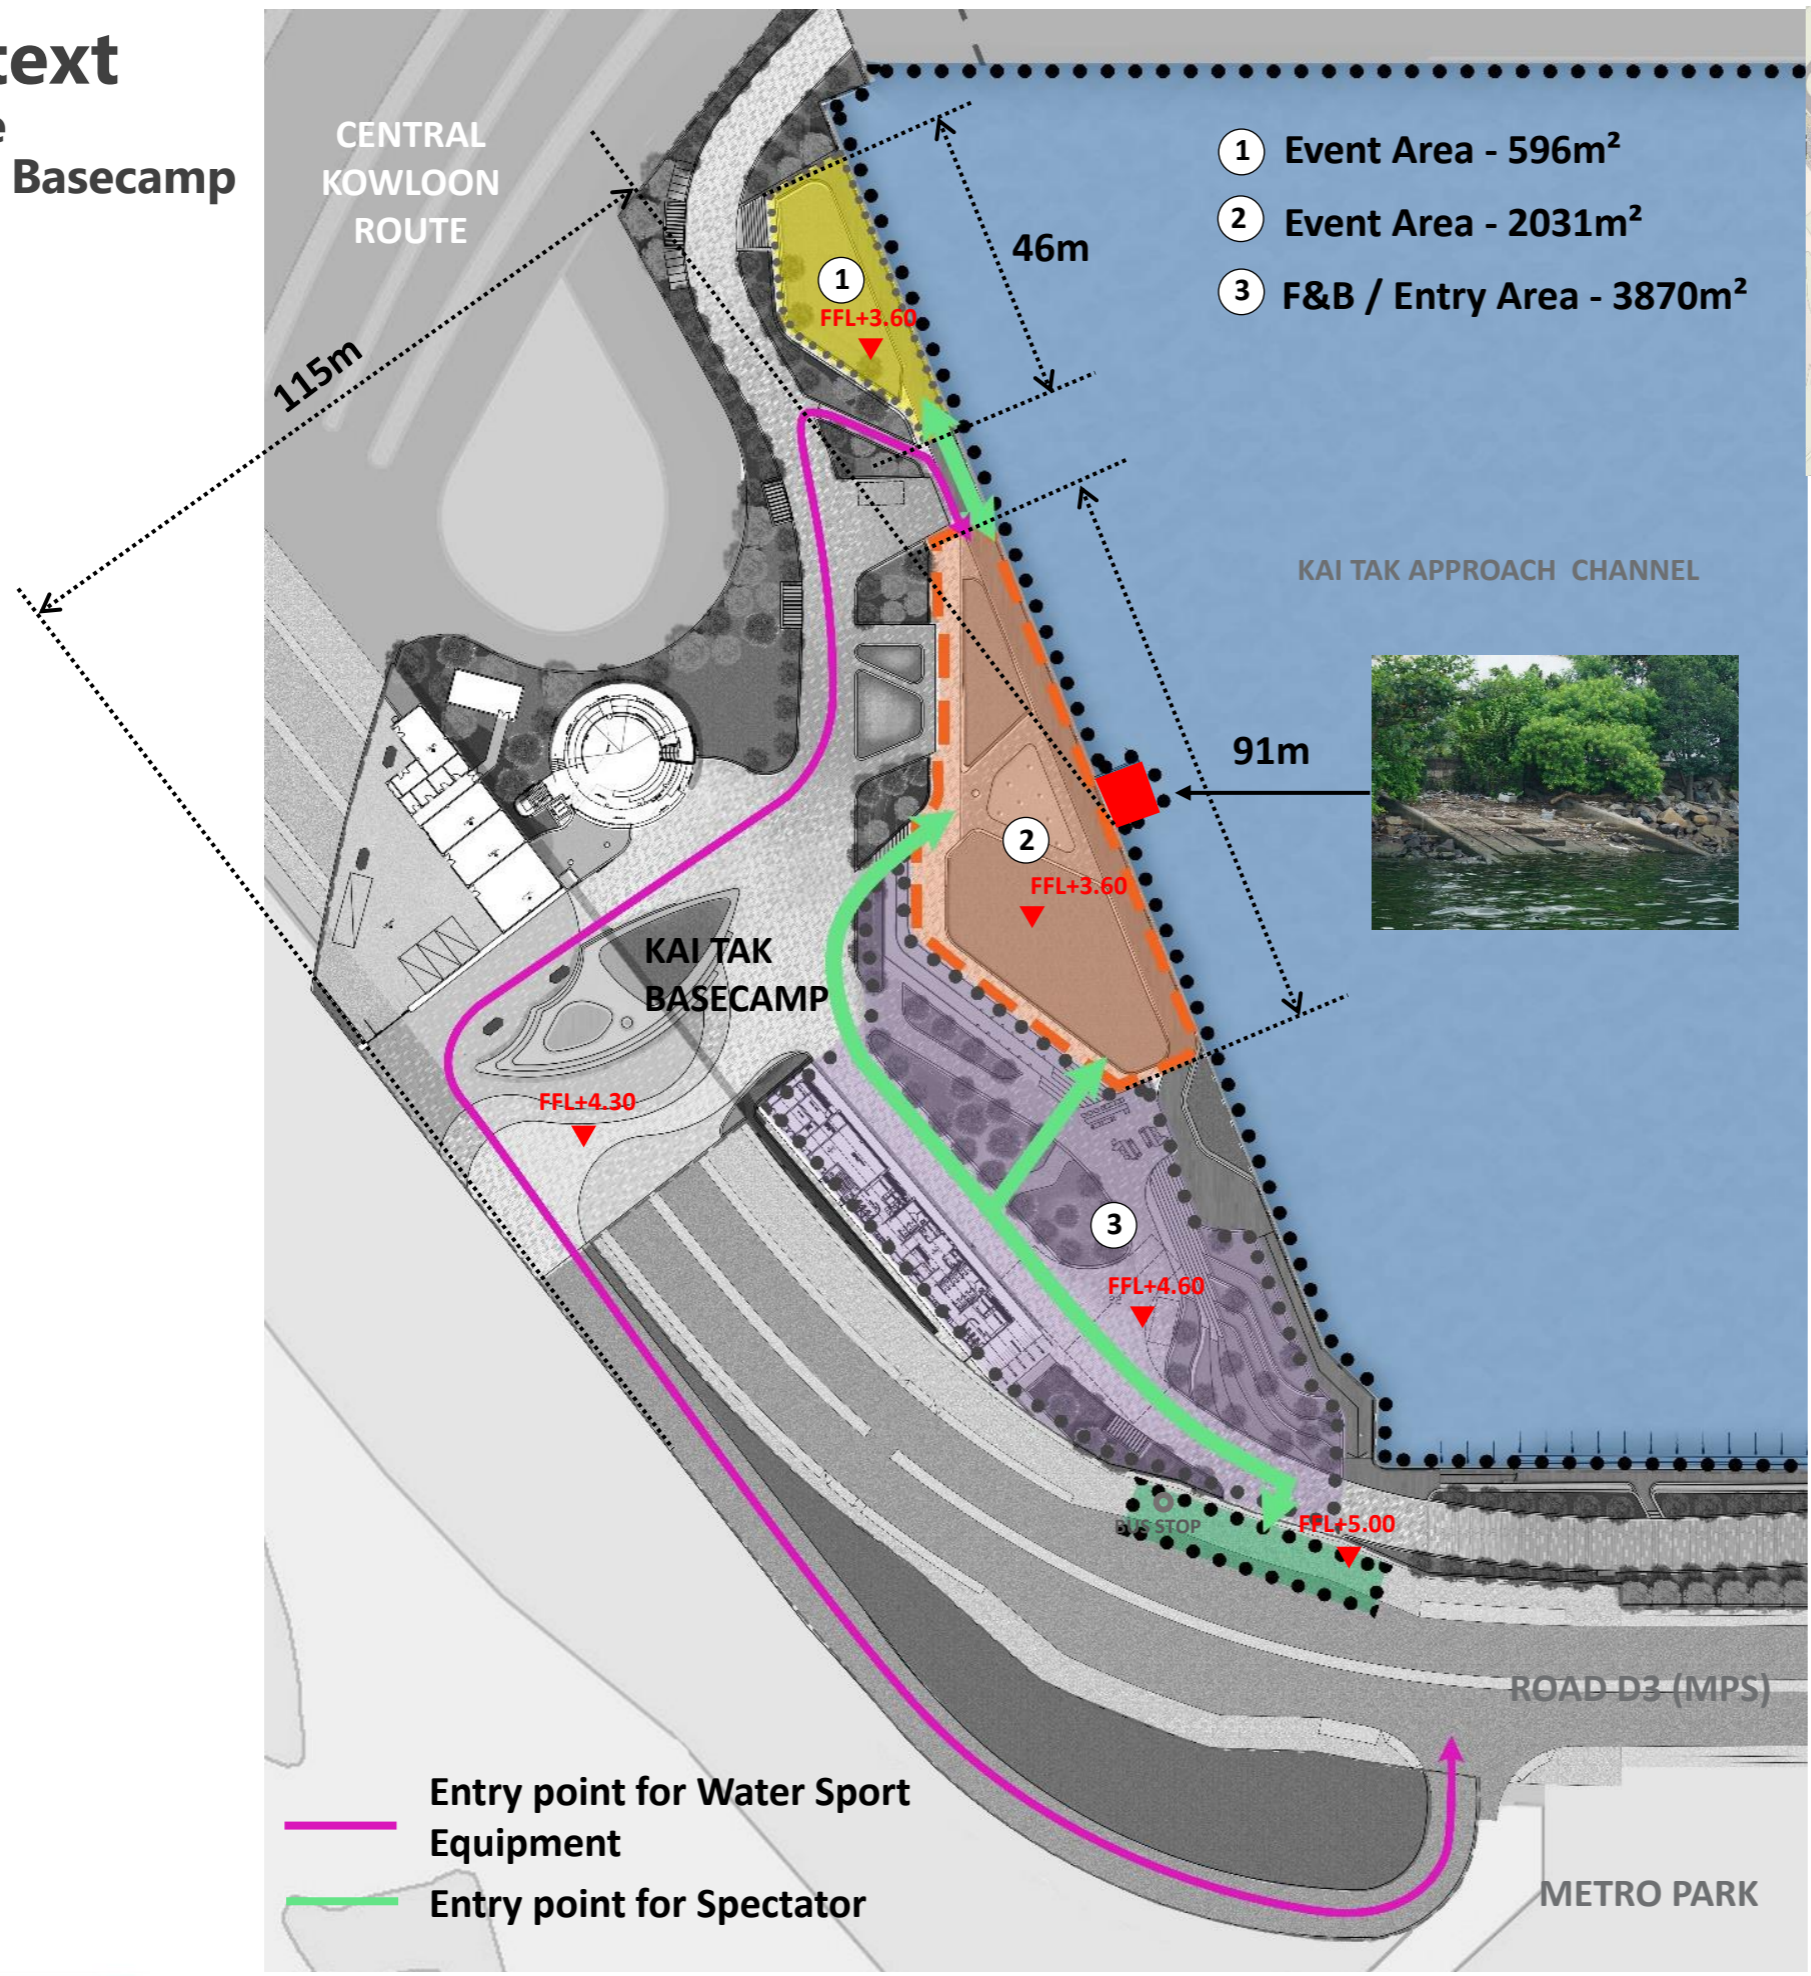 text
e
Basecamp
CENTRAL
KOWLOON
ROUTE
1 Event Area - 596m²
2 Event Area - 2031m²
3 F&B / Entry Area - 3870m²
46m
1
FFL+3.60
115m
KAI TAK APPROACH CHANNEL
91m
2
FFL+3.60
KAI TAK
BASECAMP
FFL+4.30
3
FFL+4.60
BUS STOP
FFL+5.00
ROAD D3 (MPS)
Entry point for Water Sport
Equipment
Entry point for Spectator
METRO PARK